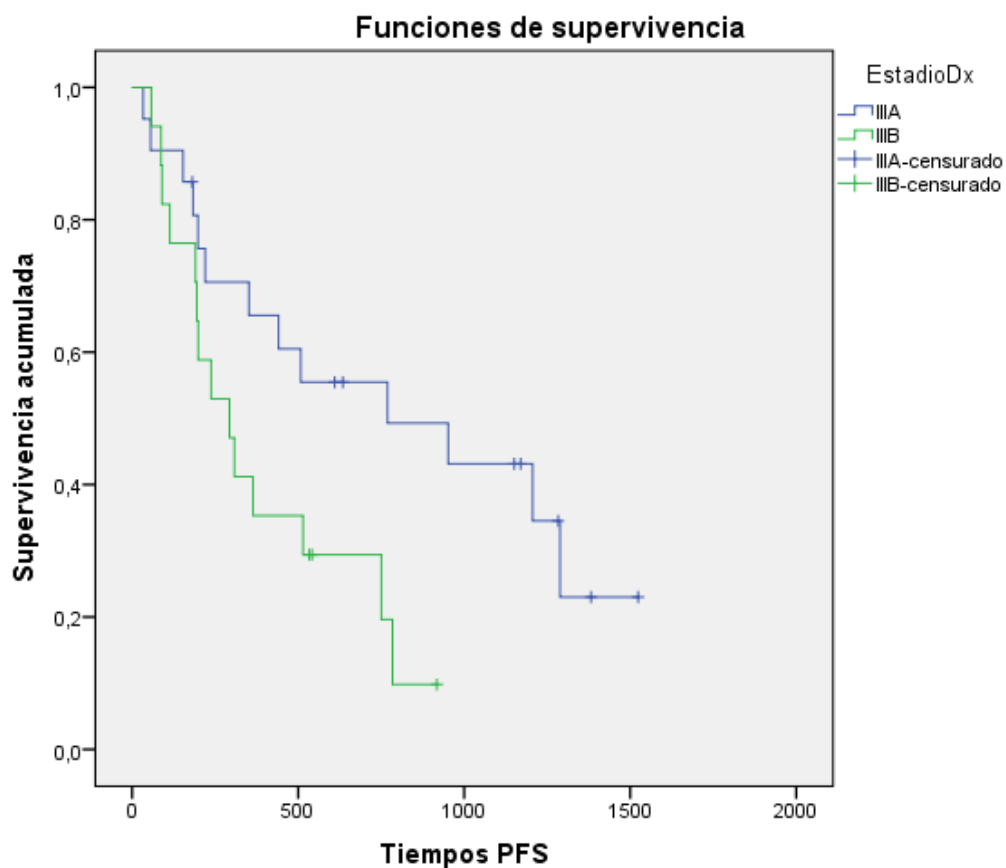 Funciones de supervivencia
EstadioDx
IIIA
IIIB
IIIA-censurado
IIIB-censurado
Supervivencia acumulada
1,0
0,8
0,6
0,4
0,2
0,0
0
500
1000
1500
2000
Tiempos PFS